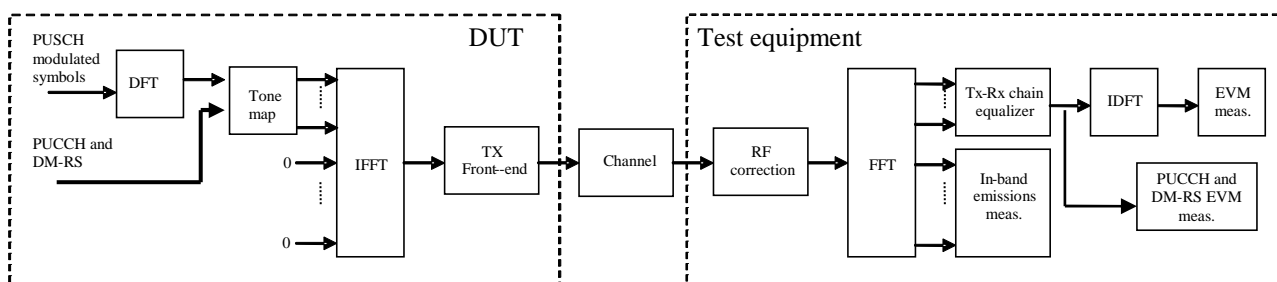 DUT
Test equipment
PUSCH
modulated
symbols
DFT
Tone
map
PUCCH and
DM-RS
0
0
IFFT
TX
Front--end
Channel
RF
correction
FFT
Tx-Rx chain
equalizer
IDFT
EVM
meas.
In-band
emissions
meas.
PUCCH and
DM-RS EVM
meas.